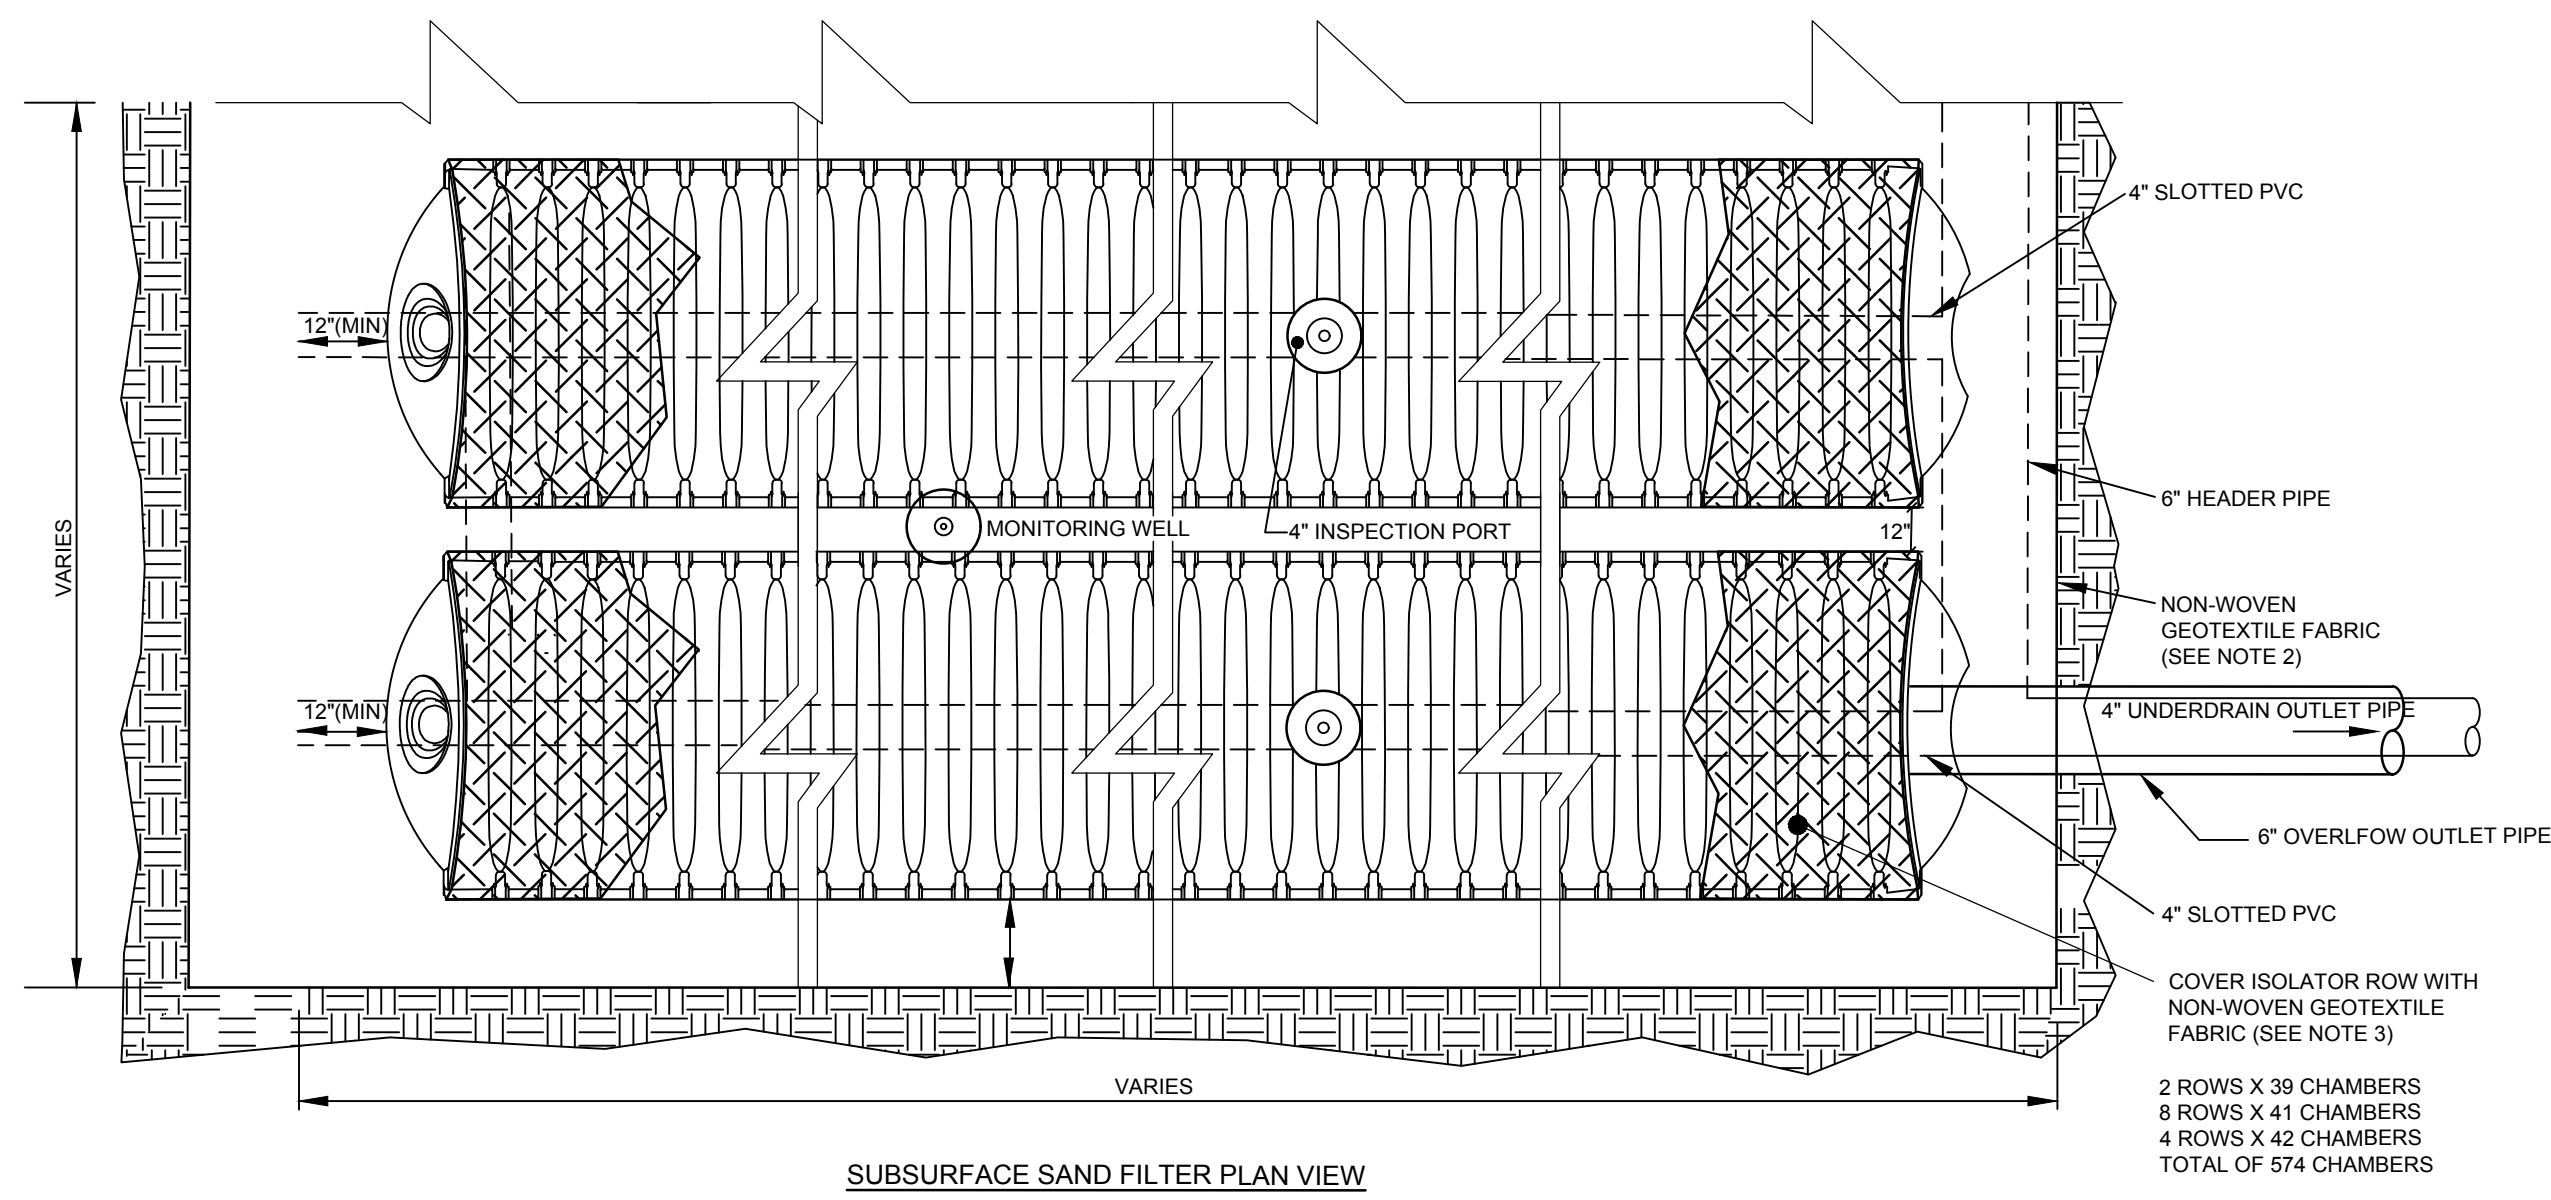 4" SLOTTED PVC
12"(MIN)
6" HEADER PIPE
MONITORING WELL
4" INSPECTION PORT
12"
VARIES
NON-WOVEN
GEOTEXTILE FABRIC
(SEE NOTE 2)
12"(MIN)
4" UNDERDRAIN OUTLET PIPE
6" OVERLFOW OUTLET PIPE
4" SLOTTED PVC
COVER ISOLATOR ROW WITH
NON-WOVEN GEOTEXTILE
FABRIC (SEE NOTE 3)
VARIES
2 ROWS X 39 CHAMBERS
8 ROWS X 41 CHAMBERS
4 ROWS X 42 CHAMBERS
TOTAL OF 574 CHAMBERS
SUBSURFACE SAND FILTER PLAN VIEW